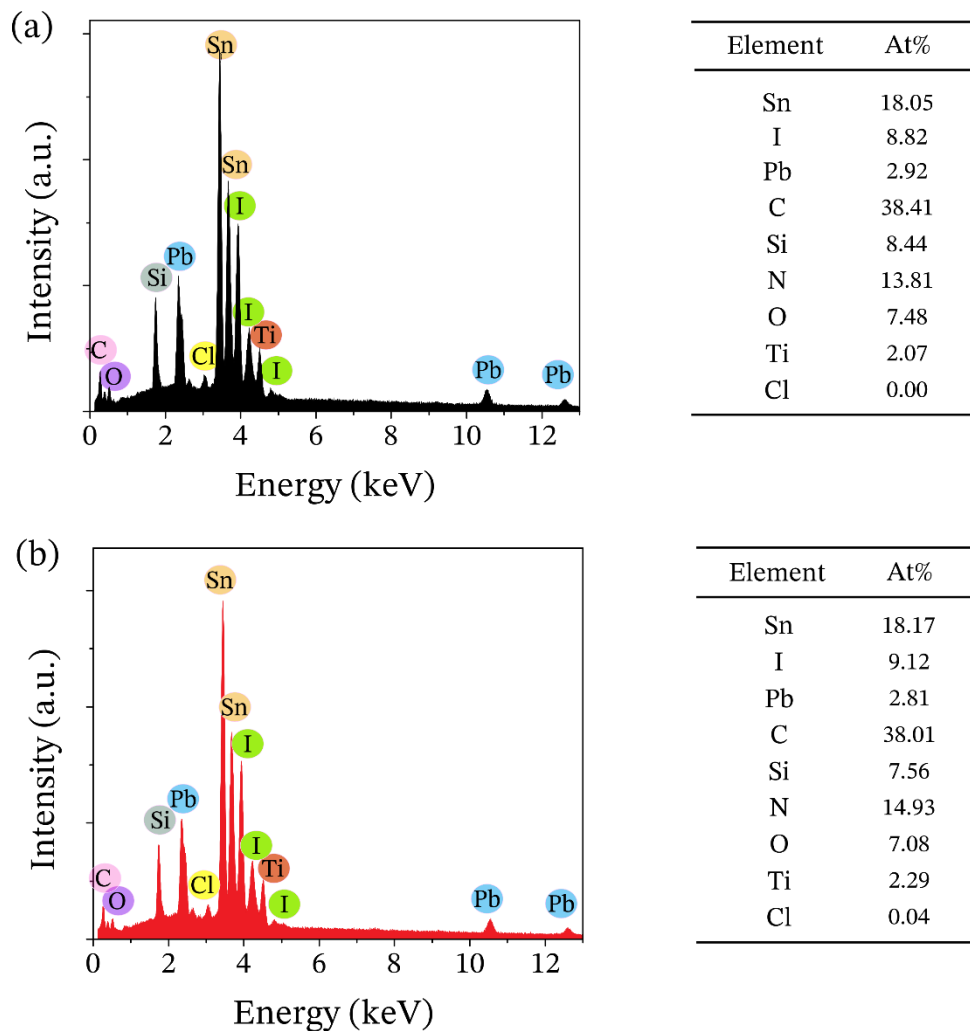 (a)
Intensity (a.u.)
Sn
Sn
I
Pb
Si
I
Ti
C
Cl
I
O
Pb
Pb
0 2 4 6 8 10 12
Energy (keV)
Element At%
Sn 18.05
I 8.82
Pb 2.92
C 38.41
Si 8.44
N 13.81
O 7.48
Ti 2.07
Cl 0.00
(b)
Intensity (a.u.)
Sn
Sn
I
Pb
Si
I
Ti
C
Cl
I
O
Pb
Pb
0 2 4 6 8 10 12
Energy (keV)
Element At%
Sn 18.17
I 9.12
Pb 2.81
C 38.01
Si 7.56
N 14.93
O 7.08
Ti 2.29
Cl 0.04